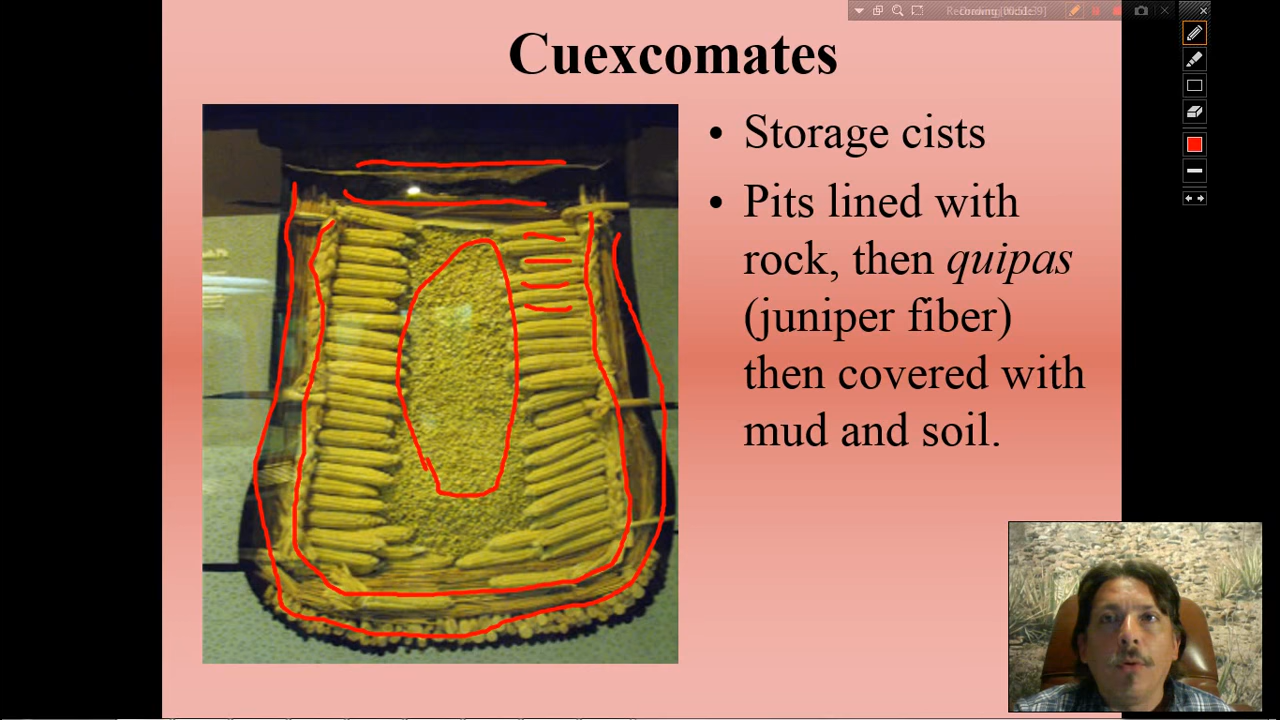 Cuexcomates
• Storage cists
• Pits lined with
rock, then quipas
(juniper fiber)
then covered with
mud and soil.